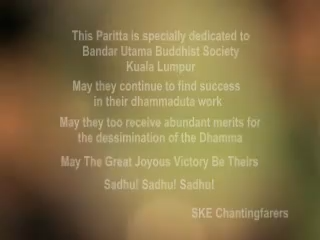 This Paritta is specially dedicated to
Bandar Utama Buddhist Society
Kuala Lumpur
May they continue to find success
in their dhammaduta work
May they too receive abundant merits for
the dessimination of the Dhamma
May The Great Joyous Victory Be Theirs
Sadhu! Sadhu! Sadhu!
SKE Chantingfarers